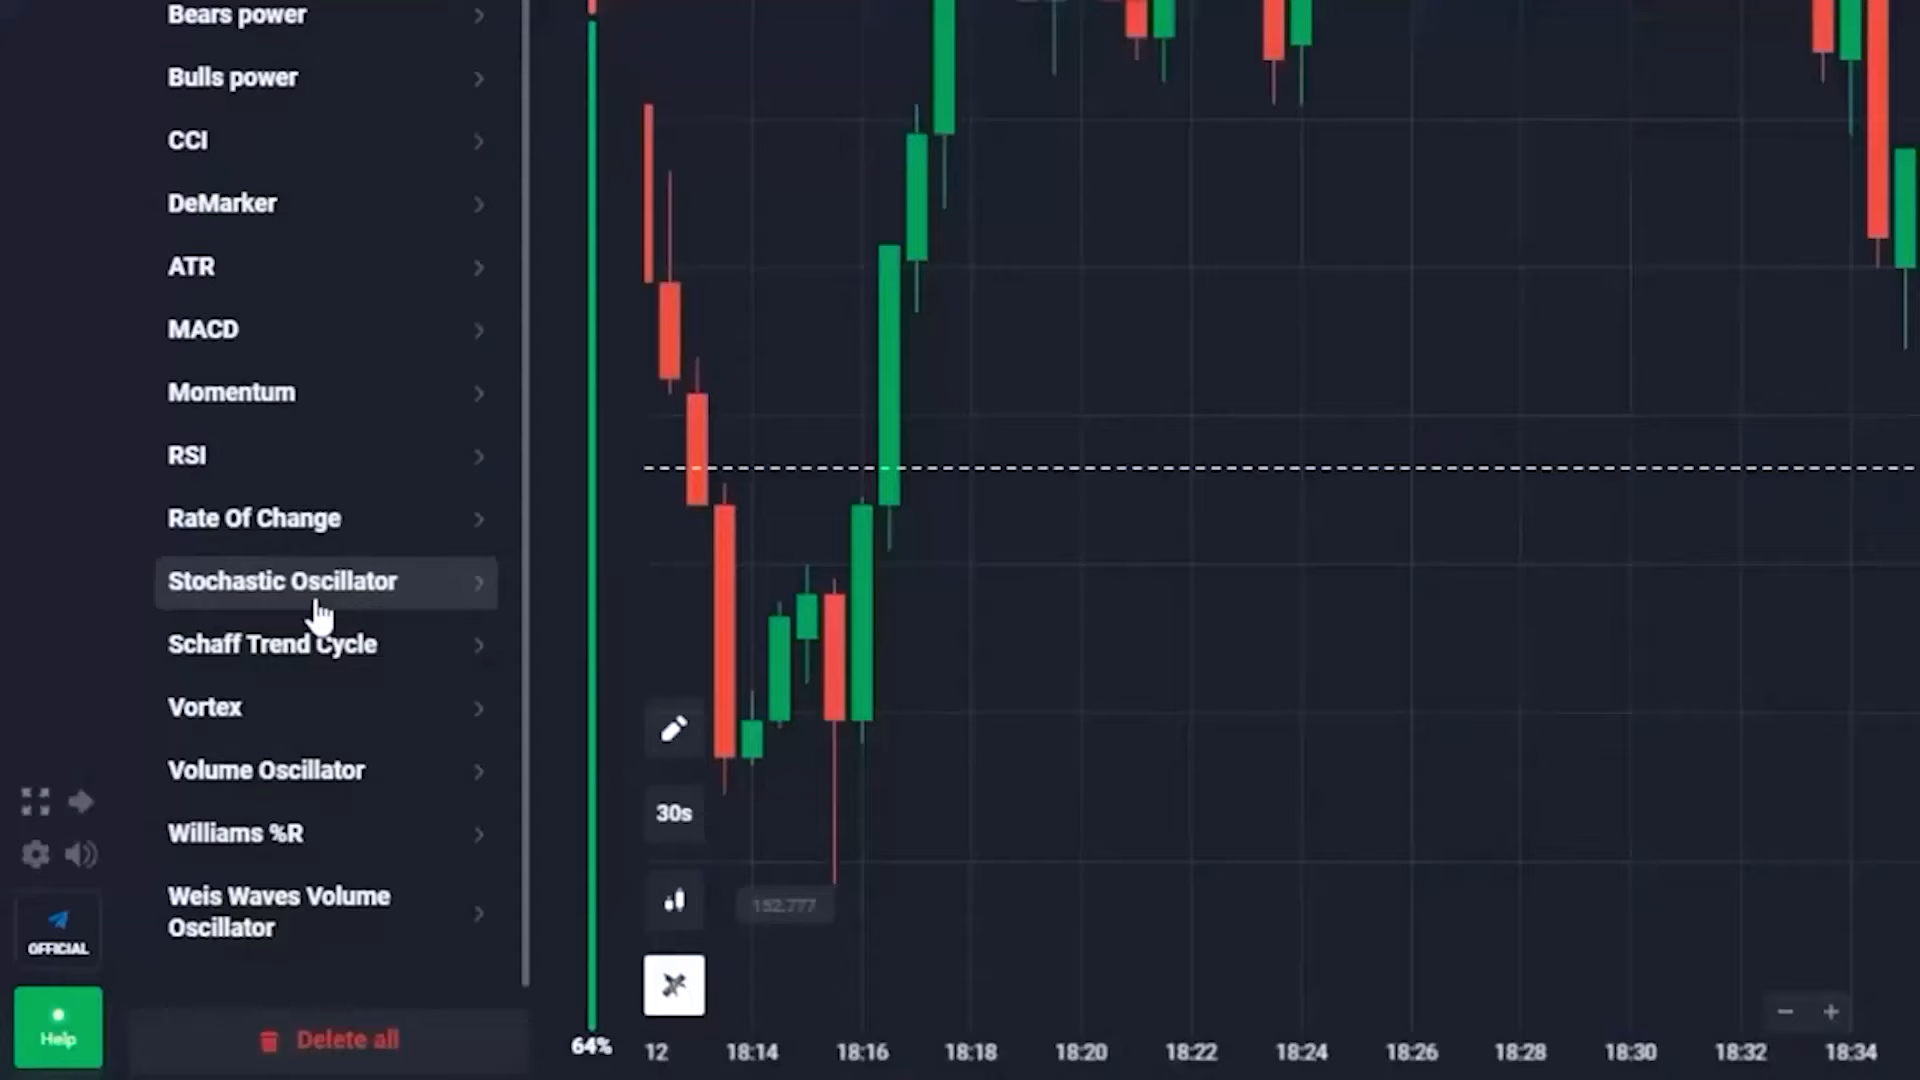 Bears power
Bulls power
CCI
DeMarker
ATR
MACD
Momentum
RSI
Rate Of Change
Stochastic Oscillator
Schaff Trend Cycle
Vortex
Volume Oscillator
Williams %R
Weis Waves Volume
Oscillator
OFFICIAL
Help
Delete all
30s
152.777
64%
12 18:14 18:16 18:18 18:20 18:22 18:24 18:26 18:28 18:30 18:32 18:34